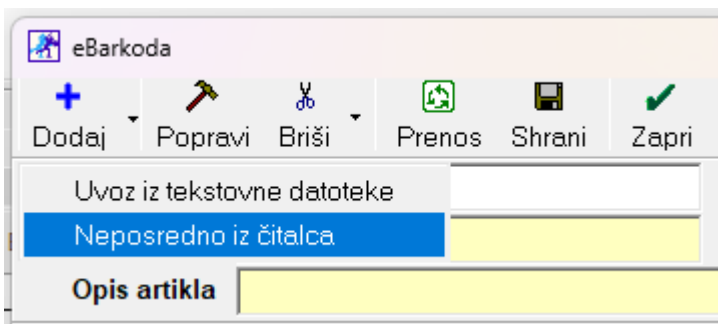 eBarkoda
Dodaj Popravi Briši Prenos Shrani Zapri
Uvoz iz tekstovne datoteke
Neposredno iz čitalca
Opis artikla